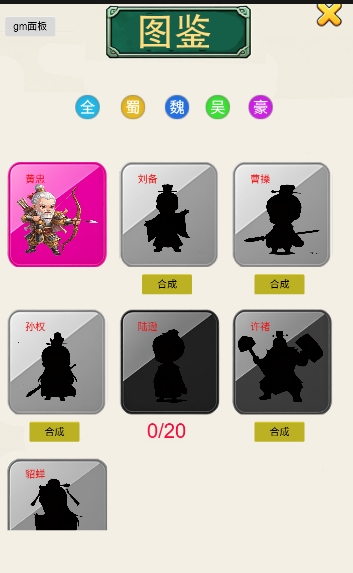 gm面板
图鉴
全 蜀 魏 吴 豪
黄忠 刘备 曹操
合成 合成
孙权 陆逊 许褚
合成 0/20 合成
貂蝉